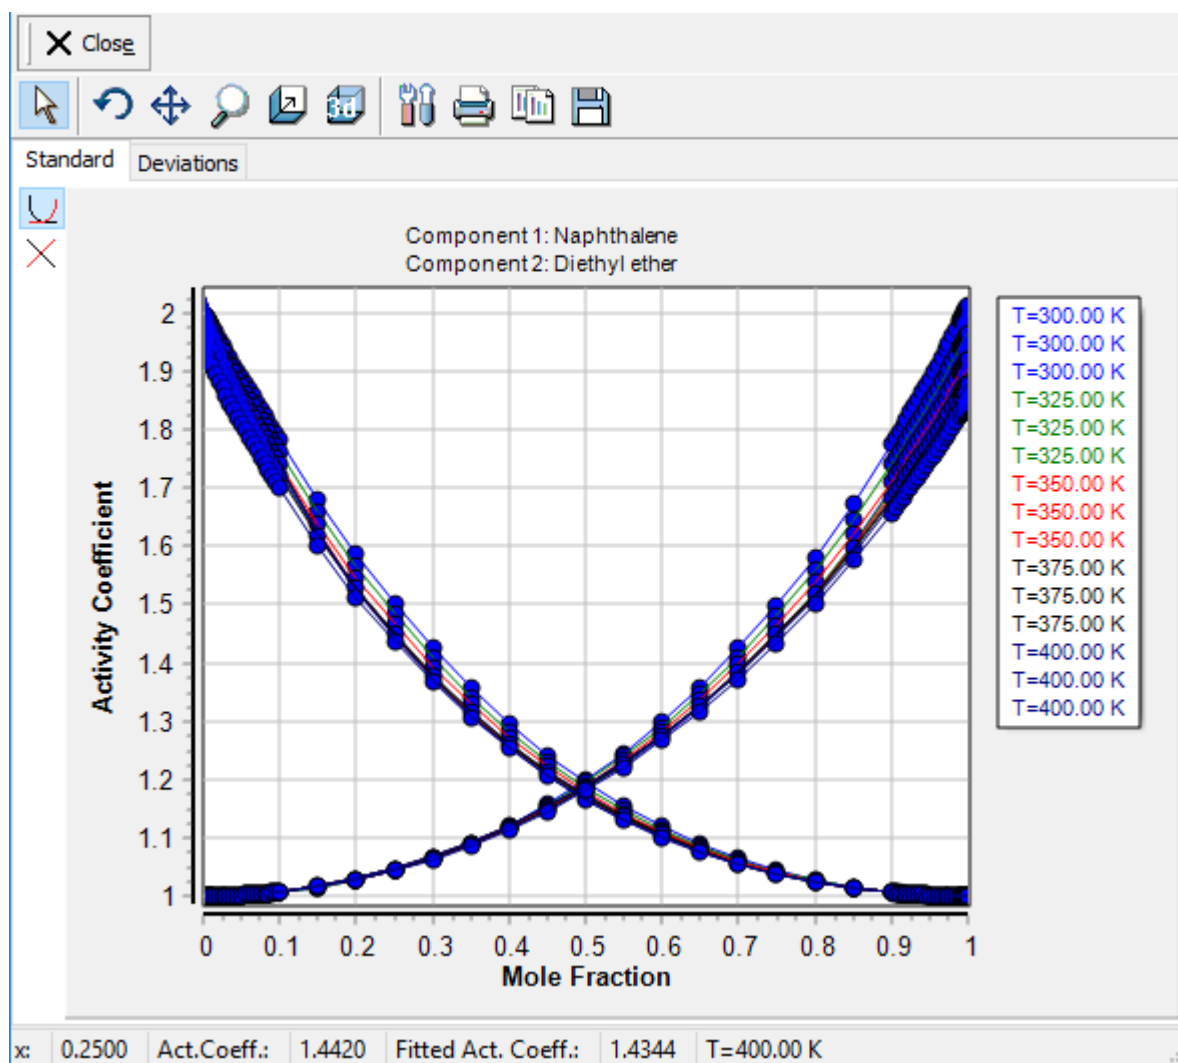 Close
3d
Standard
Deviations
Component 1: Naphthalene
Component 2: Diethyl ether
2
1.9
1.8
1.7
1.6
1.5
1.4
1.3
1.2
1.1
1
Activity Coefficient
0 0.1 0.2 0.3 0.4 0.5 0.6 0.7 0.8 0.9 1
Mole Fraction
T=300.00 K
T=300.00 K
T=300.00 K
T=325.00 K
T=325.00 K
T=325.00 K
T=350.00 K
T=350.00 K
T=350.00 K
T=375.00 K
T=375.00 K
T=375.00 K
T=400.00 K
T=400.00 K
T=400.00 K
x: 0.2500 Act.Coeff.: 1.4420 Fitted Act. Coeff.: 1.4344 T=400.00 K